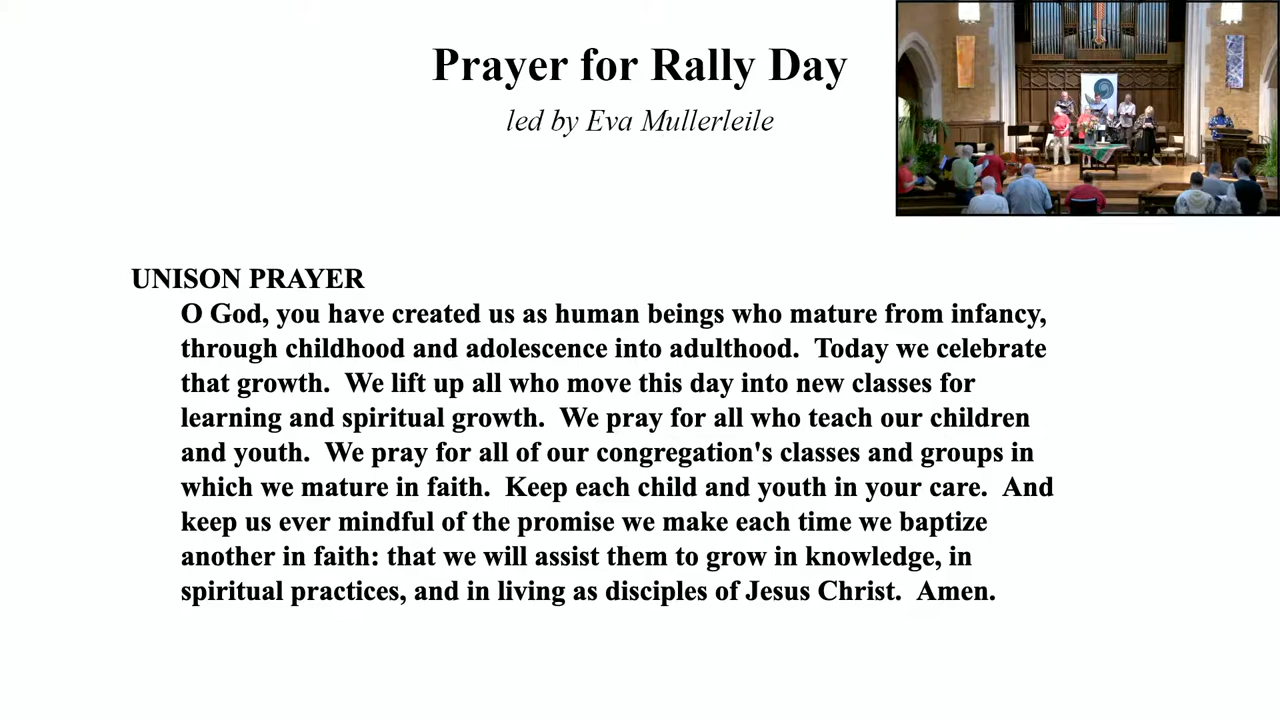 Prayer for Rally Day
led by Eva Mullerleile
UNISON PRAYER
O God, you have created us as human beings who mature from infancy,
through childhood and adolescence into adulthood.  Today we celebrate
that growth.  We lift up all who move this day into new classes for
learning and spiritual growth.  We pray for all who teach our children
and youth.  We pray for all of our congregation's classes and groups in
which we mature in faith.  Keep each child and youth in your care.  And
keep us ever mindful of the promise we make each time we baptize
another in faith: that we will assist them to grow in knowledge, in
spiritual practices, and in living as disciples of Jesus Christ.  Amen.